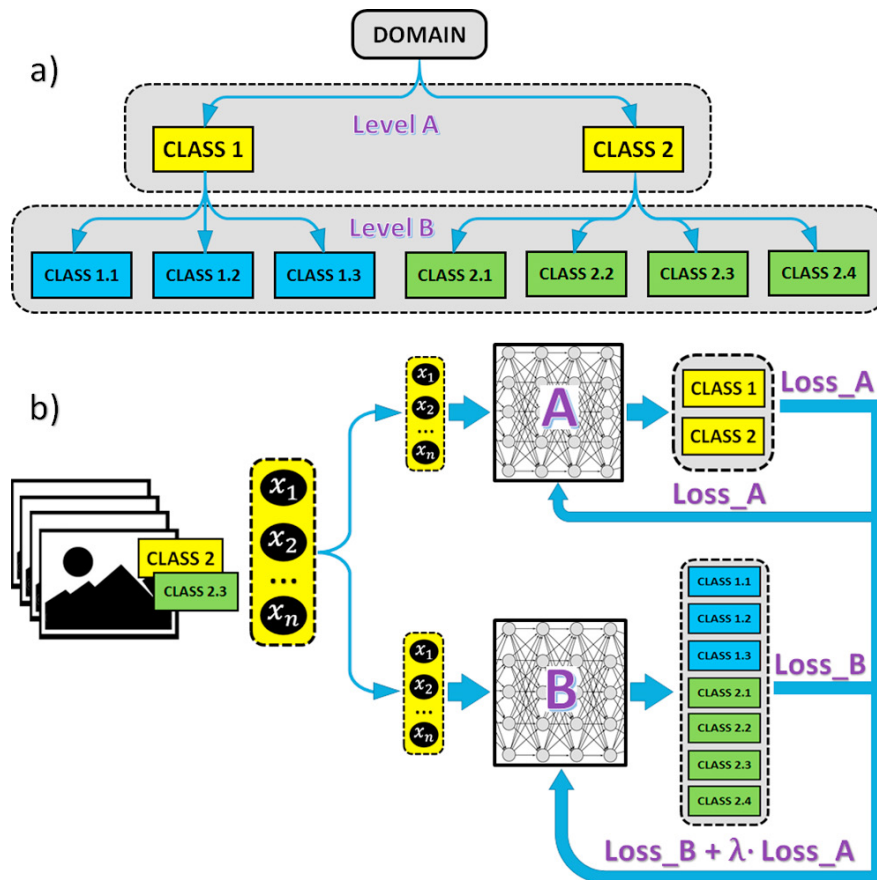 a)
DOMAIN
Level A
CLASS 1
CLASS 2
Level B
CLASS 1.1
CLASS 1.2
CLASS 1.3
CLASS 2.1
CLASS 2.2
CLASS 2.3
CLASS 2.4
b)
CLASS 2
CLASS 2.3
x₁
x₂
...
xₙ
x₁
x₂
...
xₙ
A
CLASS 1
CLASS 2
Loss_A
Loss_A
x₁
x₂
...
xₙ
B
CLASS 1.1
CLASS 1.2
CLASS 1.3
CLASS 2.1
CLASS 2.2
CLASS 2.3
CLASS 2.4
Loss_B
Loss_B + λ· Loss_A